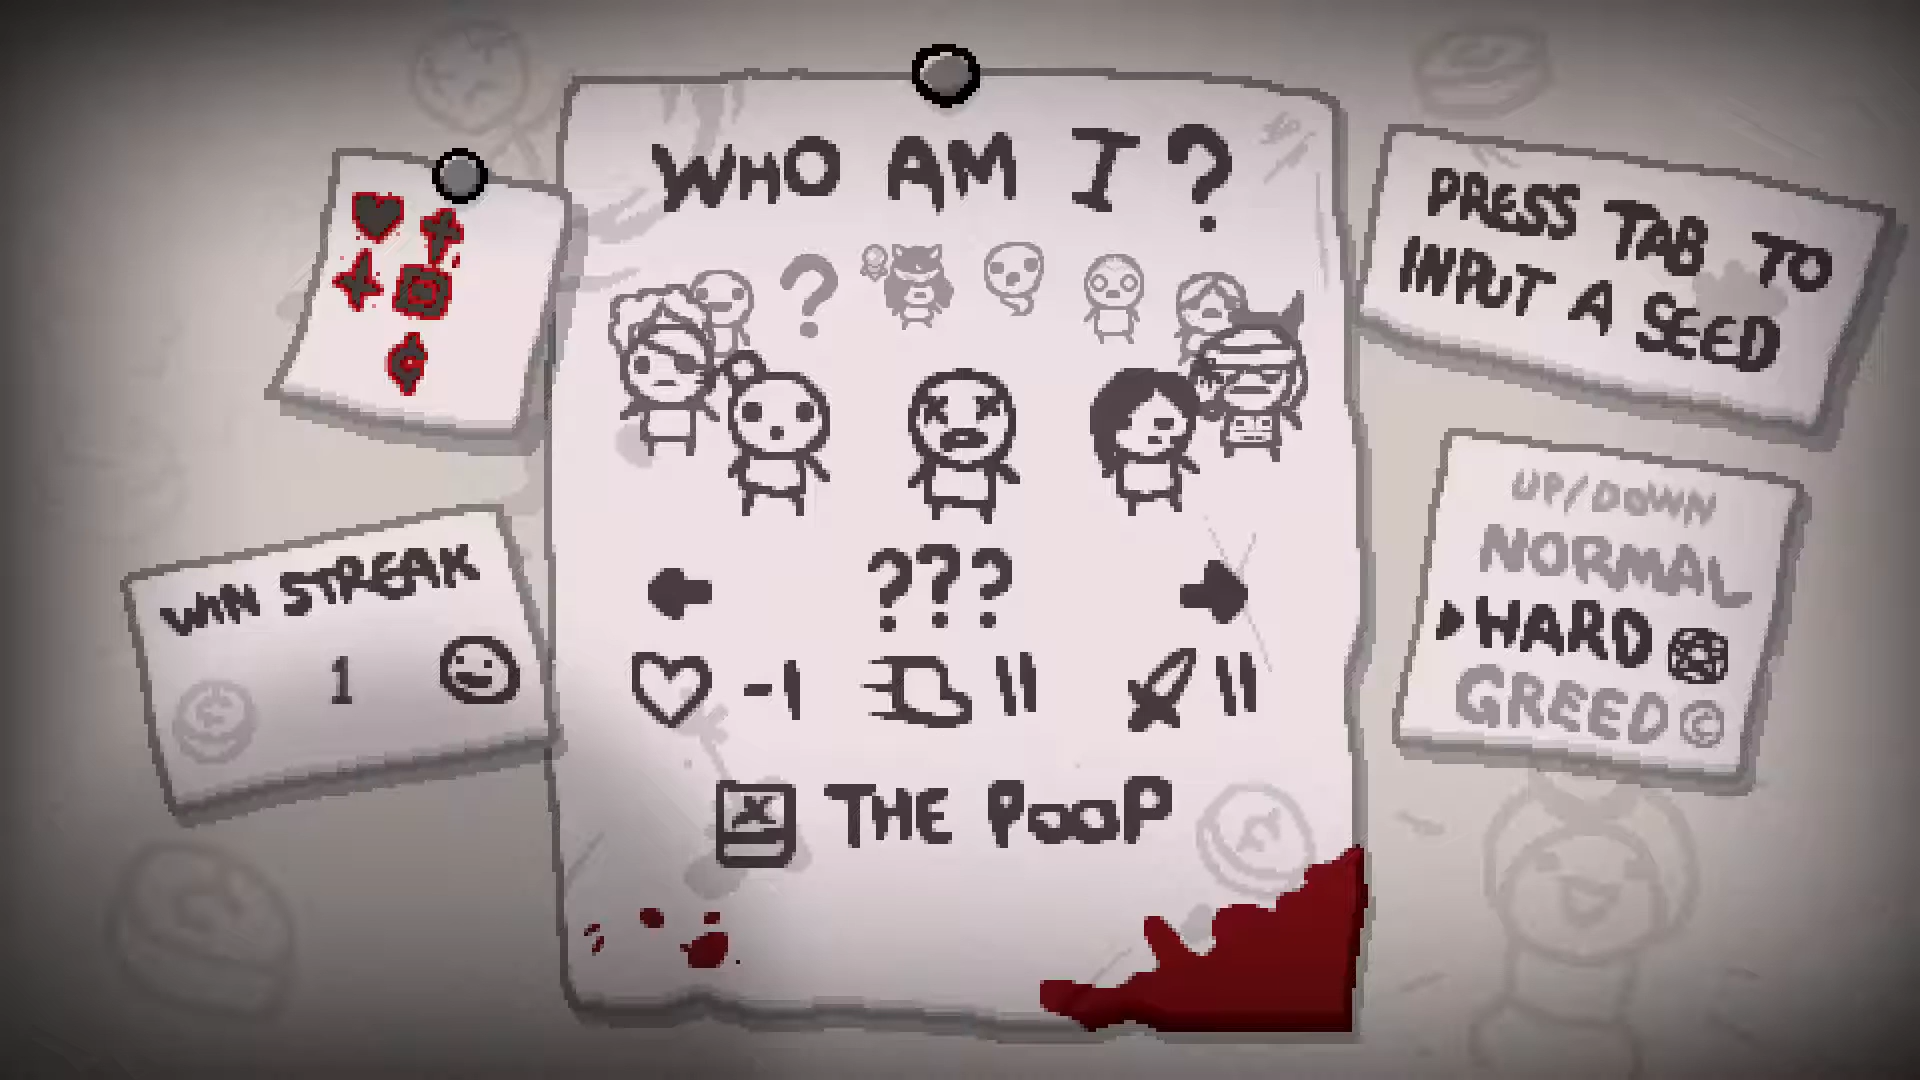 WHO AM I ?
PRESS TAB TO
INPUT A SEED
WIN STREAK
1
UP/DOWN
NORMAL
HARD
GREED
???
-1
THE POOP